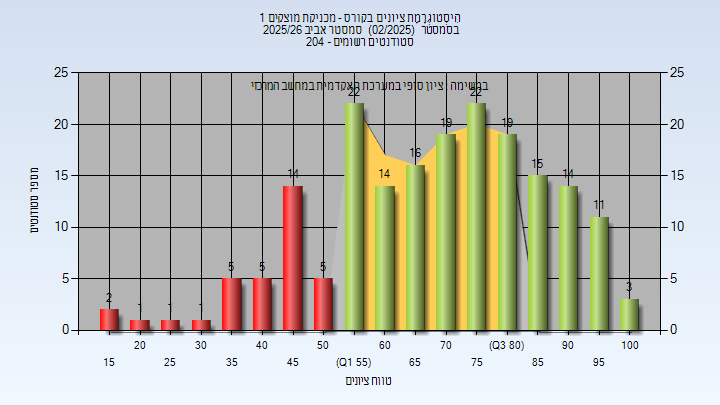 היסטוגרמת ציונים בקורס - מכניקת מוצקים 1
בסמסטר (02/2025) סמסטר אביב 2025/26
סטודנטים רשומים - 204
במשימה ציון סופי במערכת האקדמית במחשב המרכזי
25 25
20 20
15 15
10 10
5 5
0 0
מספר סטודנטים
2 1 1 1 5 5 14 5 22 14 16 19 22 19 15 14 11 3
20 30 40 50 60 70 (Q3 80) 90 100
15 25 35 45 (Q1 55) 65 75 85 95
טווח ציונים